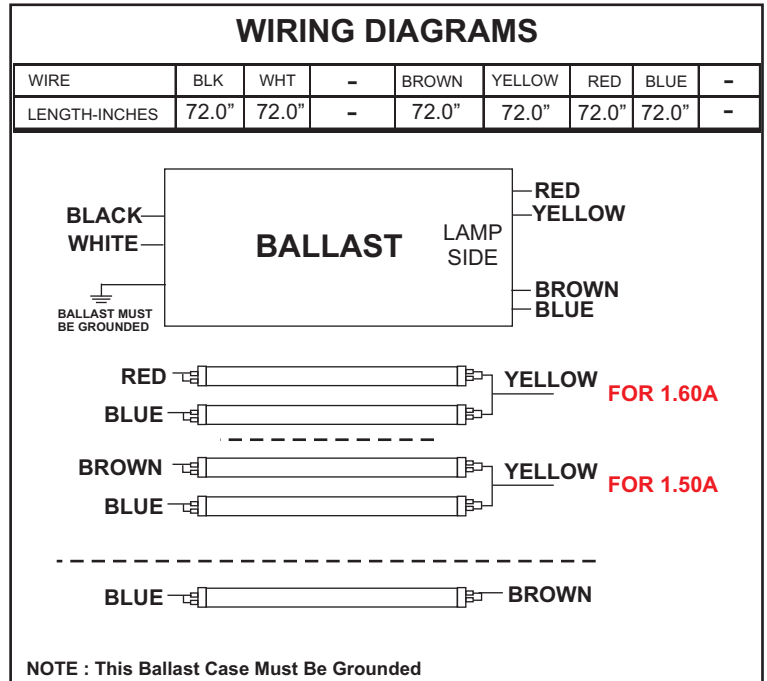 WIRING DIAGRAMS
WIRE BLK WHT - BROWN YELLOW RED BLUE -
LENGTH-INCHES 72.0” 72.0” - 72.0” 72.0” 72.0” 72.0” -
RED
BLACK
YELLOW
WHITE
BALLAST
LAMP
SIDE
BROWN
BLUE
BALLAST MUST
BE GROUNDED
RED YELLOW FOR 1.60A
BLUE
BROWN YELLOW FOR 1.50A
BLUE
BLUE BROWN
NOTE : This Ballast Case Must Be Grounded